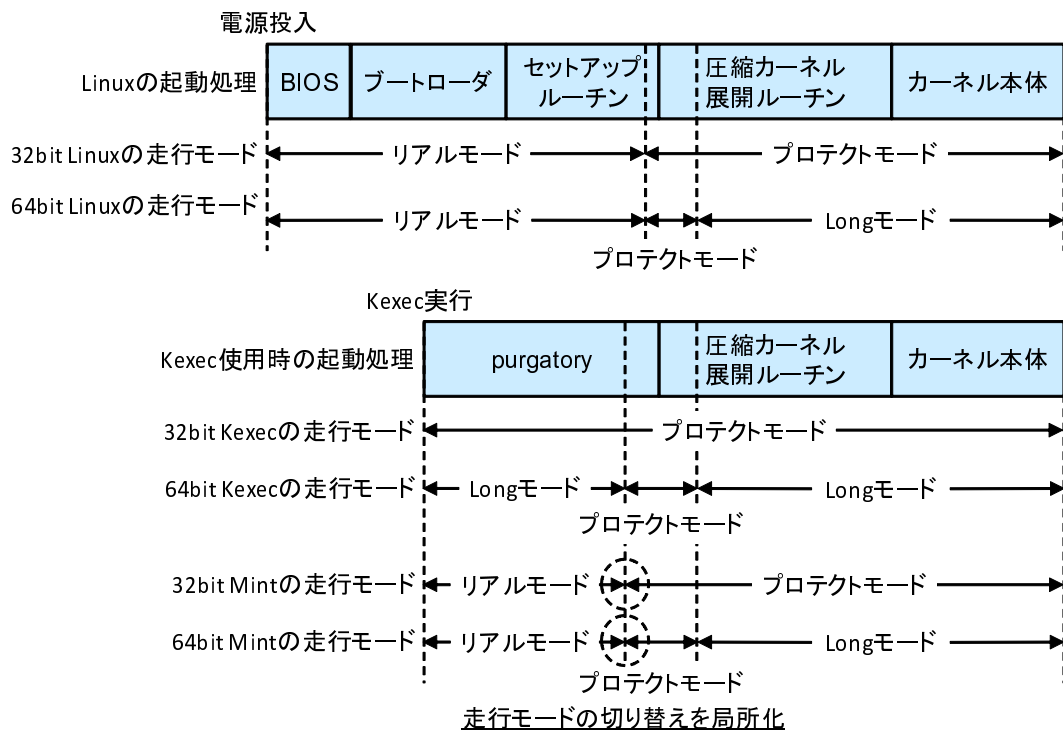 電源投入
Linuxの起動処理
BIOS
ブートローダ
セットアップ
ルーチン
圧縮カーネル
展開ルーチン
カーネル本体
32bit Linuxの走行モード
リアルモード
プロテクトモード
64bit Linuxの走行モード
リアルモード
Longモード
プロテクトモード
Kexec実行
Kexec使用時の起動処理
purgatory
圧縮カーネル
展開ルーチン
カーネル本体
32bit Kexecの走行モード
プロテクトモード
64bit Kexecの走行モード
Longモード
Longモード
プロテクトモード
32bit Mintの走行モード
リアルモード
プロテクトモード
64bit Mintの走行モード
リアルモード
Longモード
プロテクトモード
走行モードの切り替えを局所化